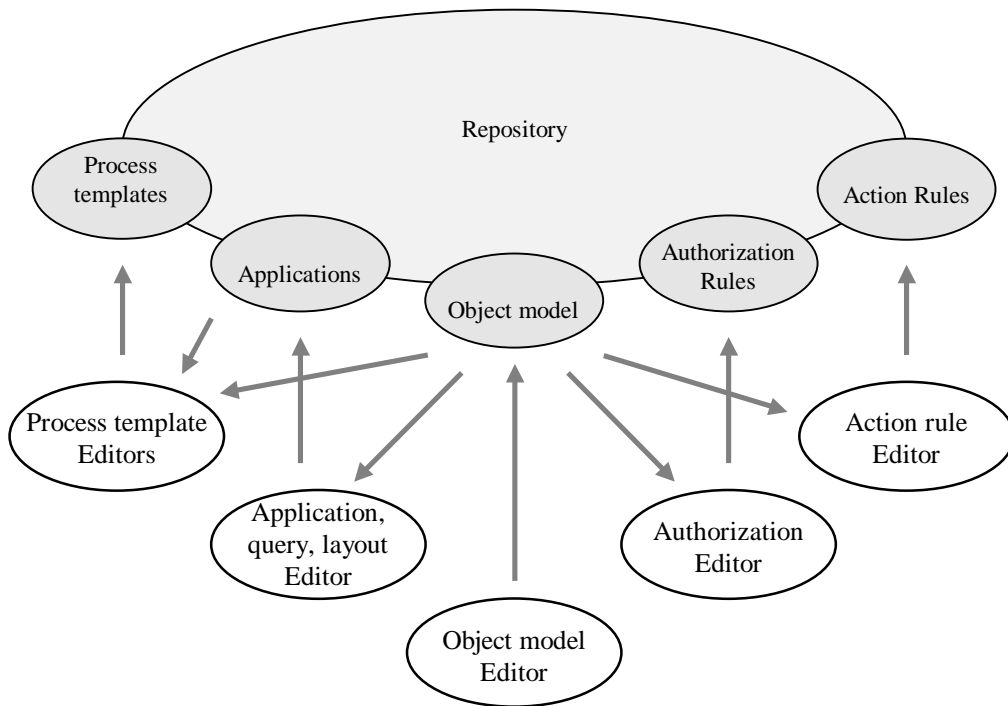 Repository
Process
templates
Action Rules
Applications
Authorization
Rules
Object model
Process template
Editors
Action rule
Editor
Application,
query, layout
Editor
Authorization
Editor
Object model
Editor